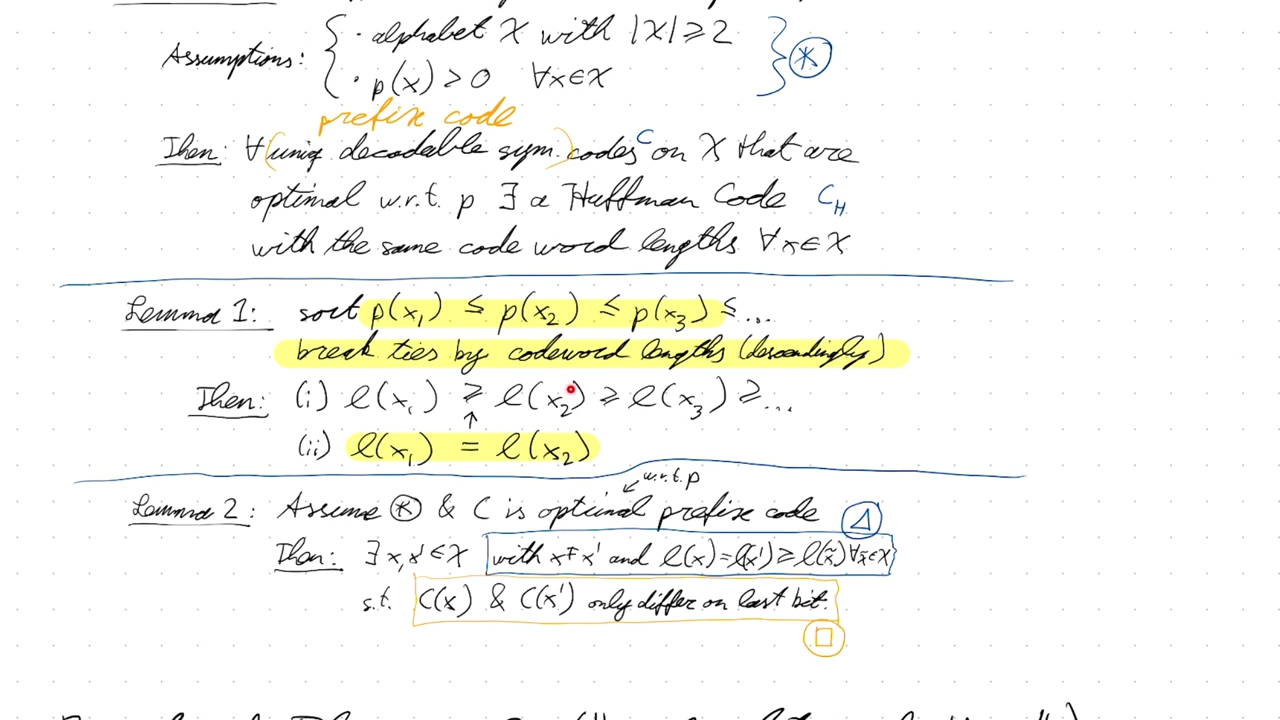 Assumptions: { · alphabet X with |X| ≥ 2 } ⊛
· p(x) > 0 ∀x∈X
prefix code
Then: ∀(uniq decodable sym.) codes C on X that are
optimal w.r.t. p ∃ a Huffman Code C_H
with the same code word lengths ∀x∈X
Lemma 1: sort p(x₁) ≤ p(x₂) ≤ p(x₃) ≤ ...
break ties by codeword lengths (descendingly)
Then: (i) ℓ(x₁) ≥ ℓ(x₂) ≥ ℓ(x₃) ≥ ...
↑
(ii) ℓ(x₁) = ℓ(x₂)
w.r.t. p
Lemma 2: Assume ⊛ & C is optimal prefix code △
Then: ∃ x, x' ∈ X with x ≠ x' and ℓ(x) = ℓ(x') ≥ ℓ(x̃) ∀x̃∈X
s.t. C(x) & C(x') only differ on last bit.
□